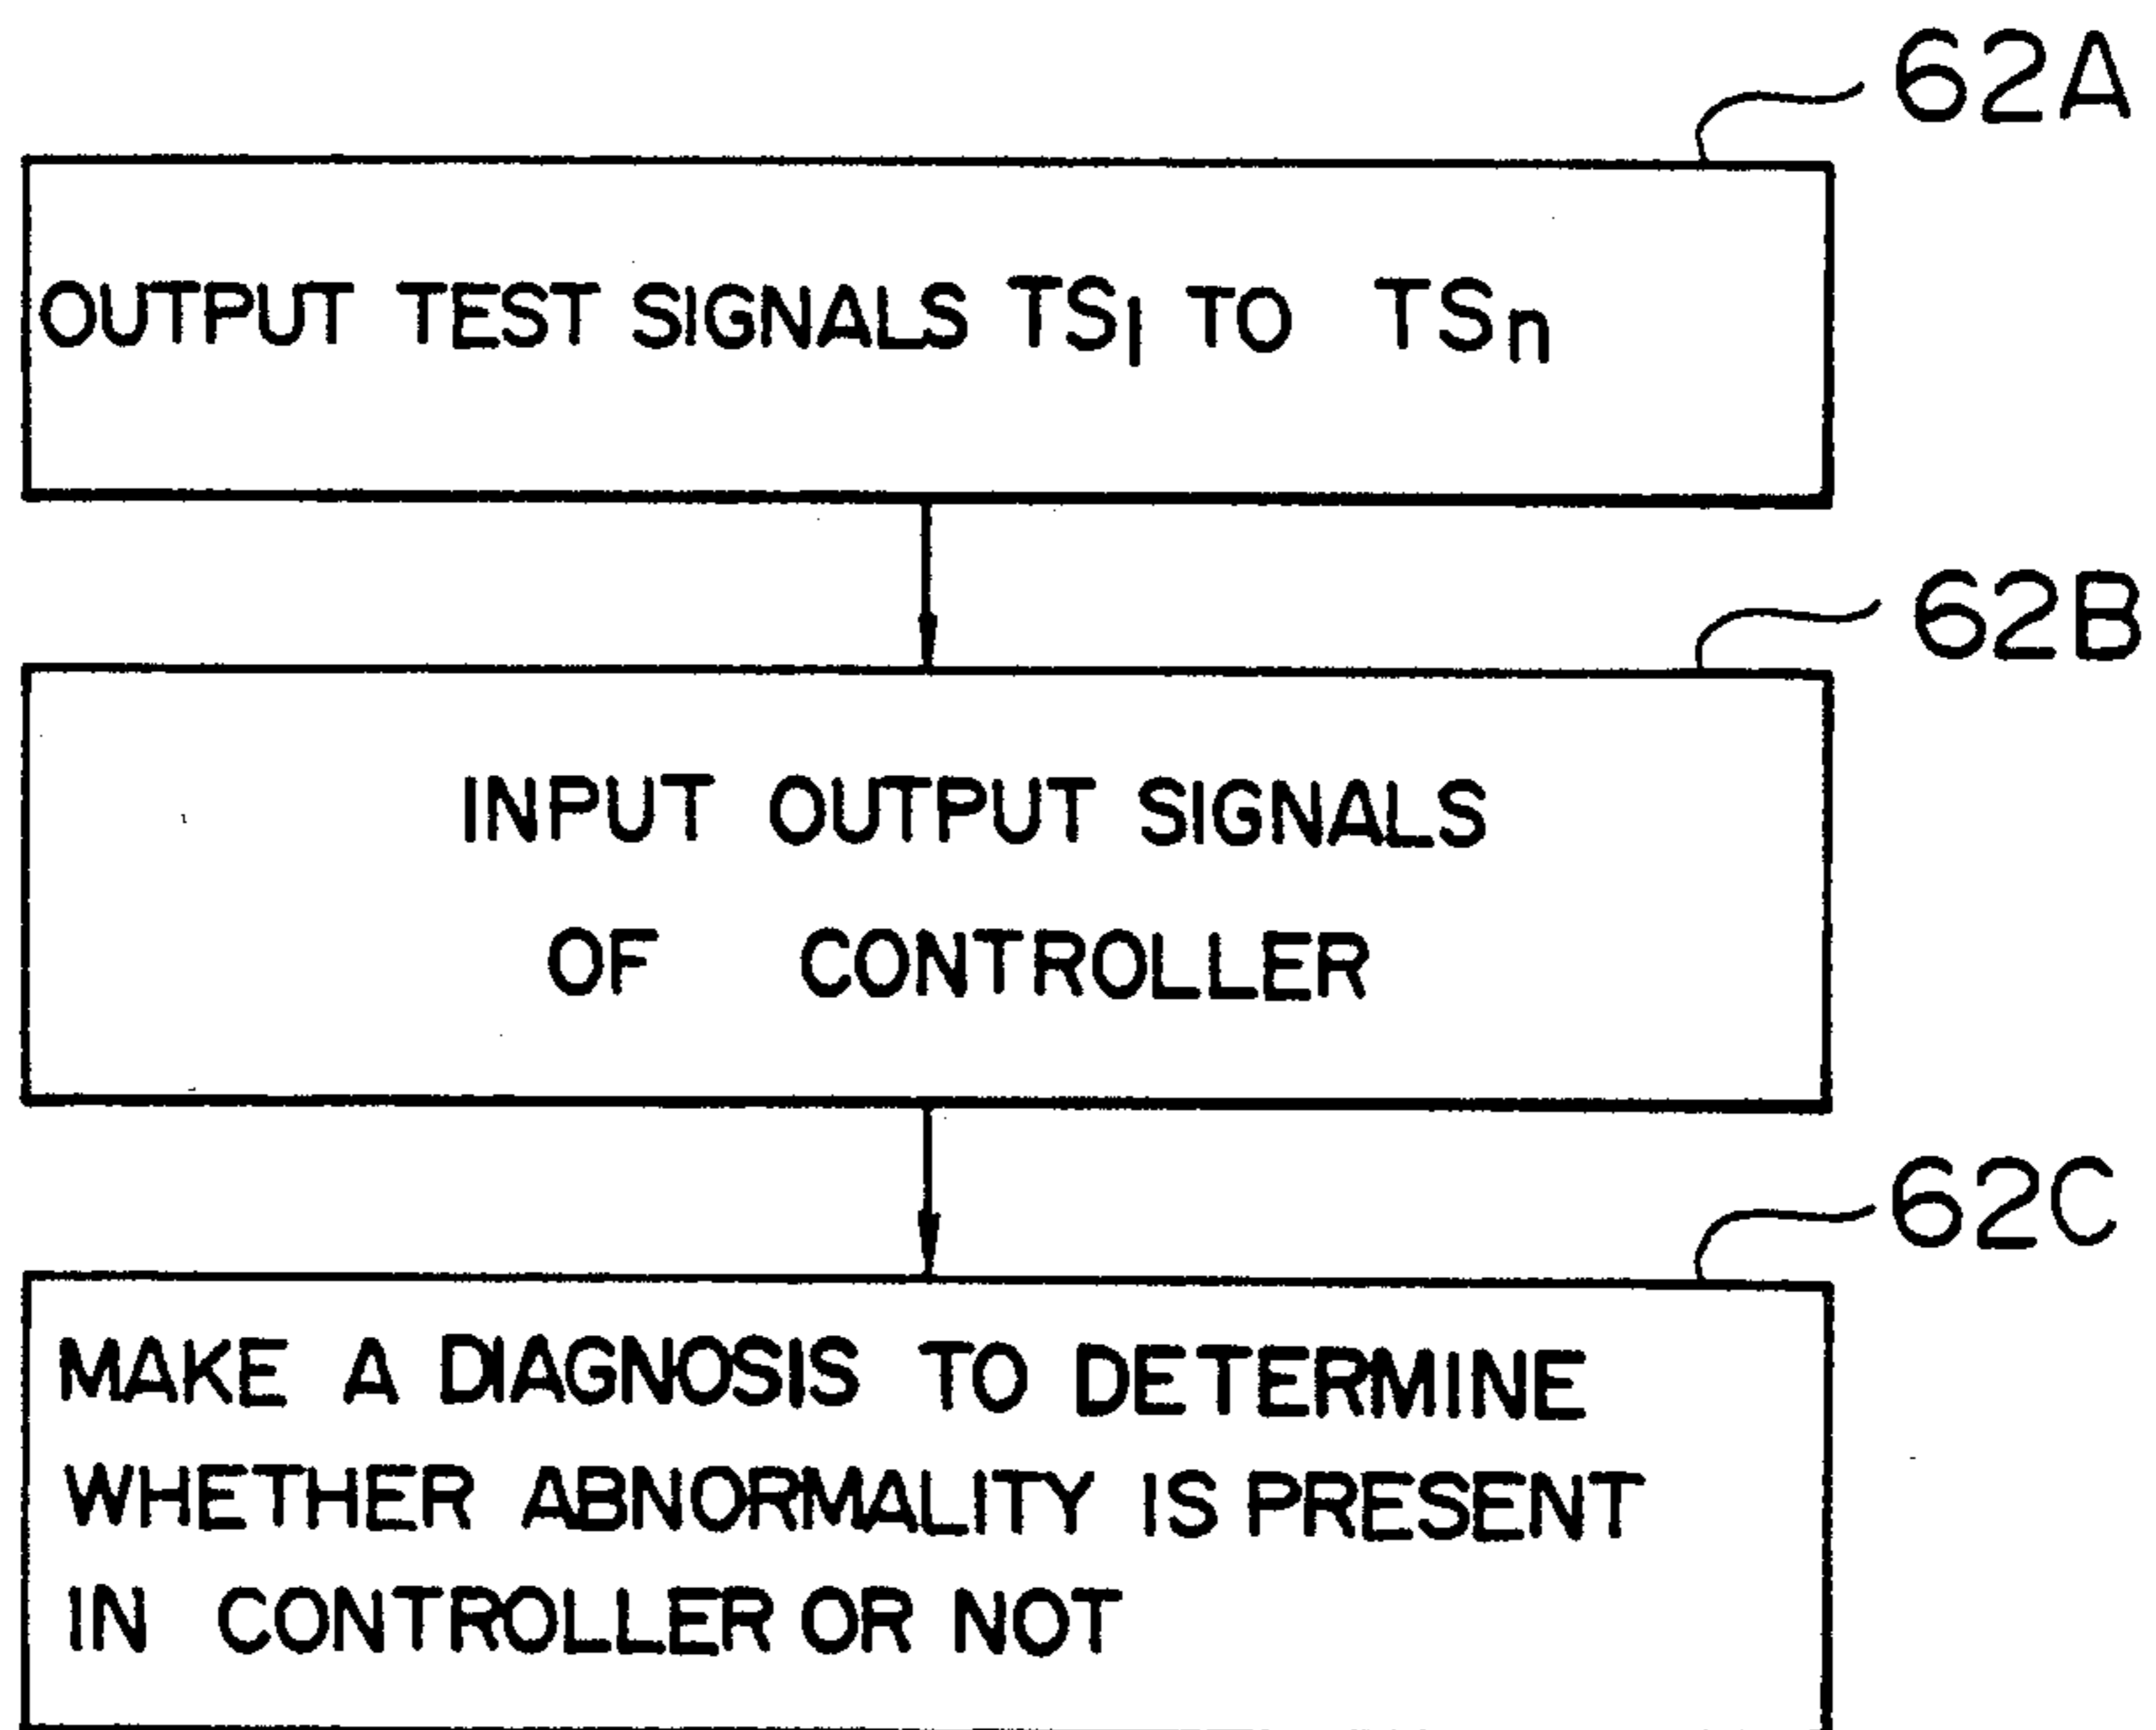 62A
OUTPUT TEST SIGNALS TS1 TO TSn
62B
INPUT OUTPUT SIGNALS
OF CONTROLLER
62C
MAKE A DIAGNOSIS TO DETERMINE
WHETHER ABNORMALITY IS PRESENT
IN CONTROLLER OR NOT